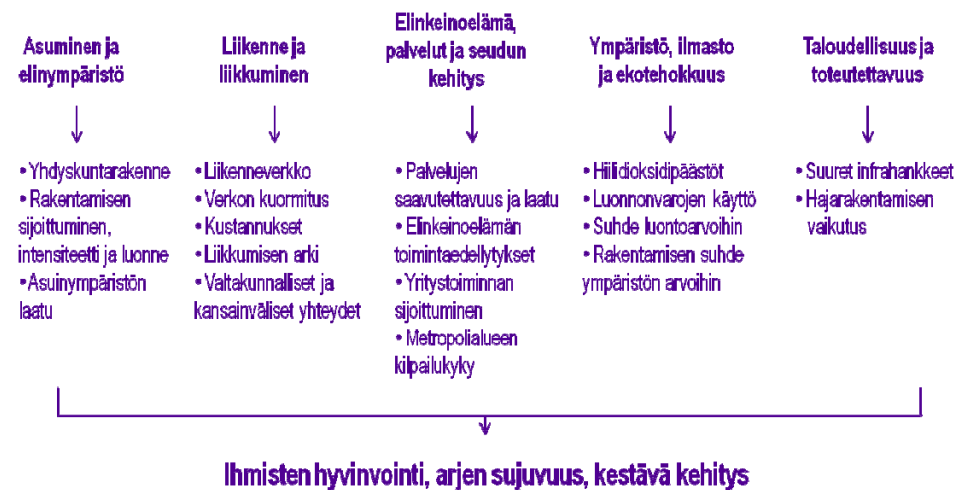 Asuminen ja
elinympäristö
Liikenne ja
liikkuminen
Elinkeinoelämä,
palvelut ja seudun
kehitys
Ympäristö, ilmasto
ja ekotehokkuus
Taloudellisuus ja
toteutettavuus
• Yhdyskuntarakenne
• Rakentamisen
sijoittuminen,
intensiteetti ja luonne
• Asuinympäristön
laatu
• Liikenneverkko
• Verkon kuormitus
• Kustannukset
• Liikkumisen arki
• Valtakunnalliset ja
kansainväliset yhteydet
• Palvelujen
saavutettavuus ja laatu
• Elinkeinoelämän
toimintaedellytykset
• Yritystoiminnan
sijoittuminen
• Metropolialueen
kilpailukyky
• Hiilidioksidipäästöt
• Luonnonvarojen käyttö
• Suhde luontoarvoihin
• Rakentamisen suhde
ympäristön arvoihin
• Suuret infrahankkeet
• Hajarakentamisen
vaikutus
Ihmisten hyvinvointi, arjen sujuvuus, kestävä kehitys